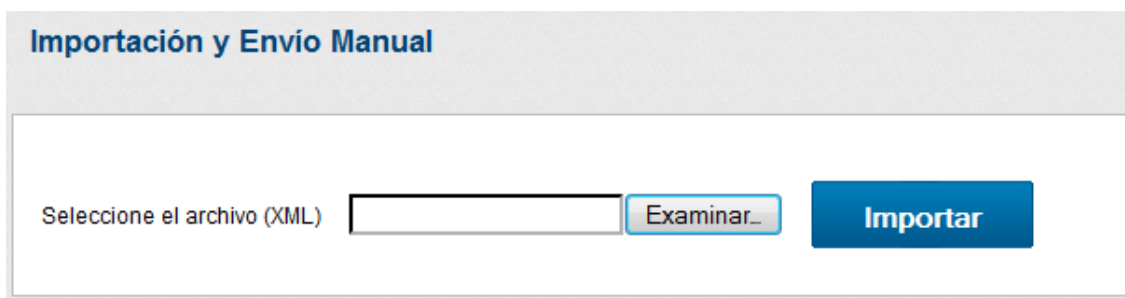 Importación y Envío Manual
Seleccione el archivo (XML) Examinar... Importar